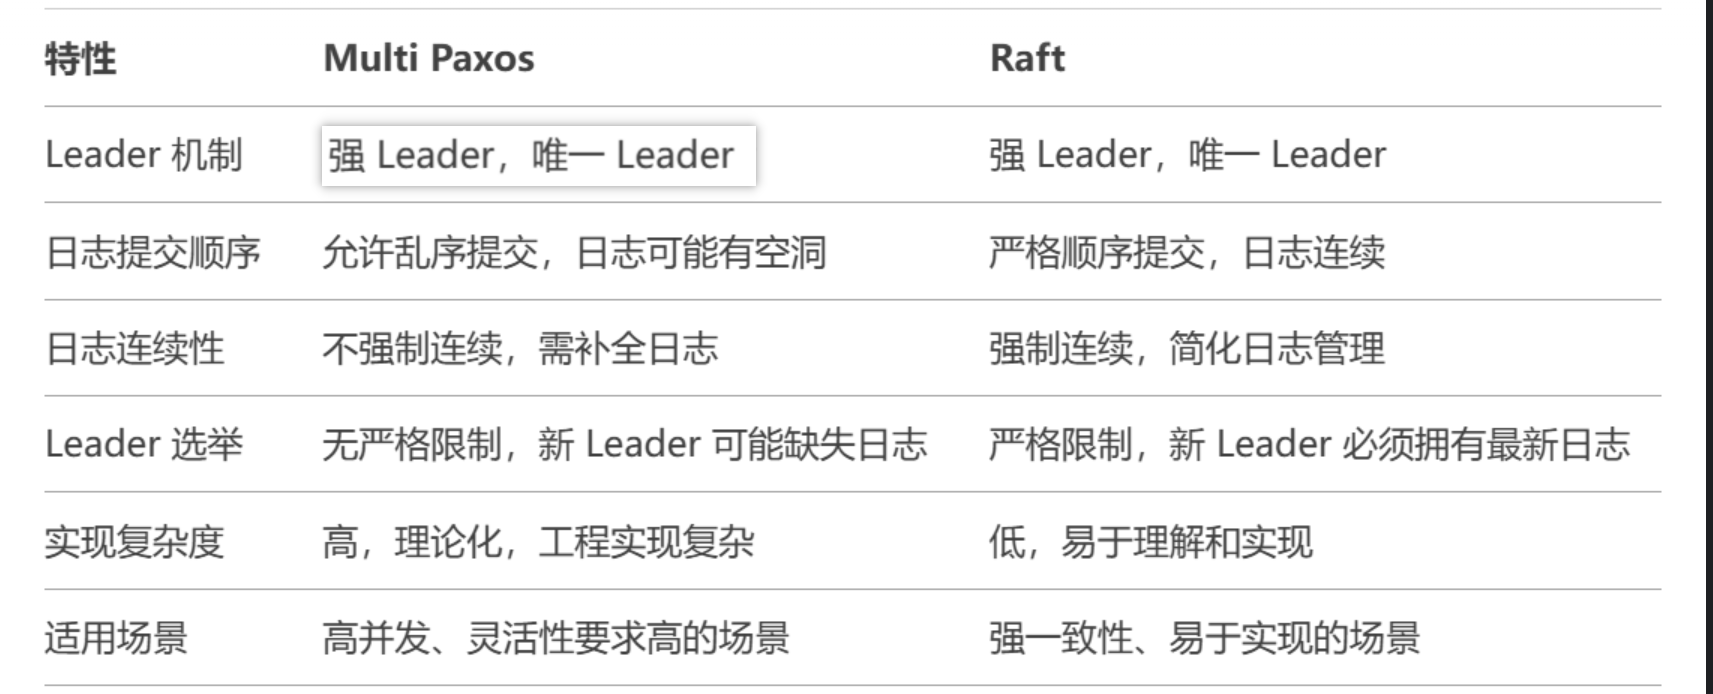 特性 Multi Paxos Raft
Leader 机制 强 Leader，唯一 Leader 强 Leader，唯一 Leader
日志提交顺序 允许乱序提交，日志可能有空洞 严格顺序提交，日志连续
日志连续性 不强制连续，需补全日志 强制连续，简化日志管理
Leader 选举 无严格限制，新 Leader 可能缺失日志 严格限制，新 Leader 必须拥有最新日志
实现复杂度 高，理论化，工程实现复杂 低，易于理解和实现
适用场景 高并发、灵活性要求高的场景 强一致性、易于实现的场景